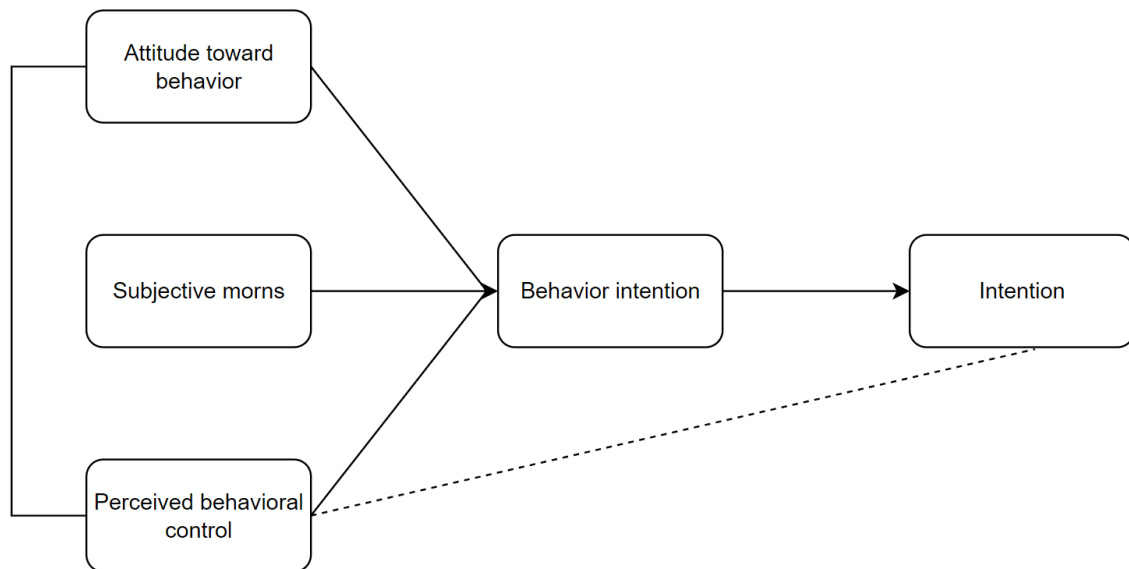 Attitude toward
behavior
Subjective morns
Behavior intention
Intention
Perceived behavioral
control